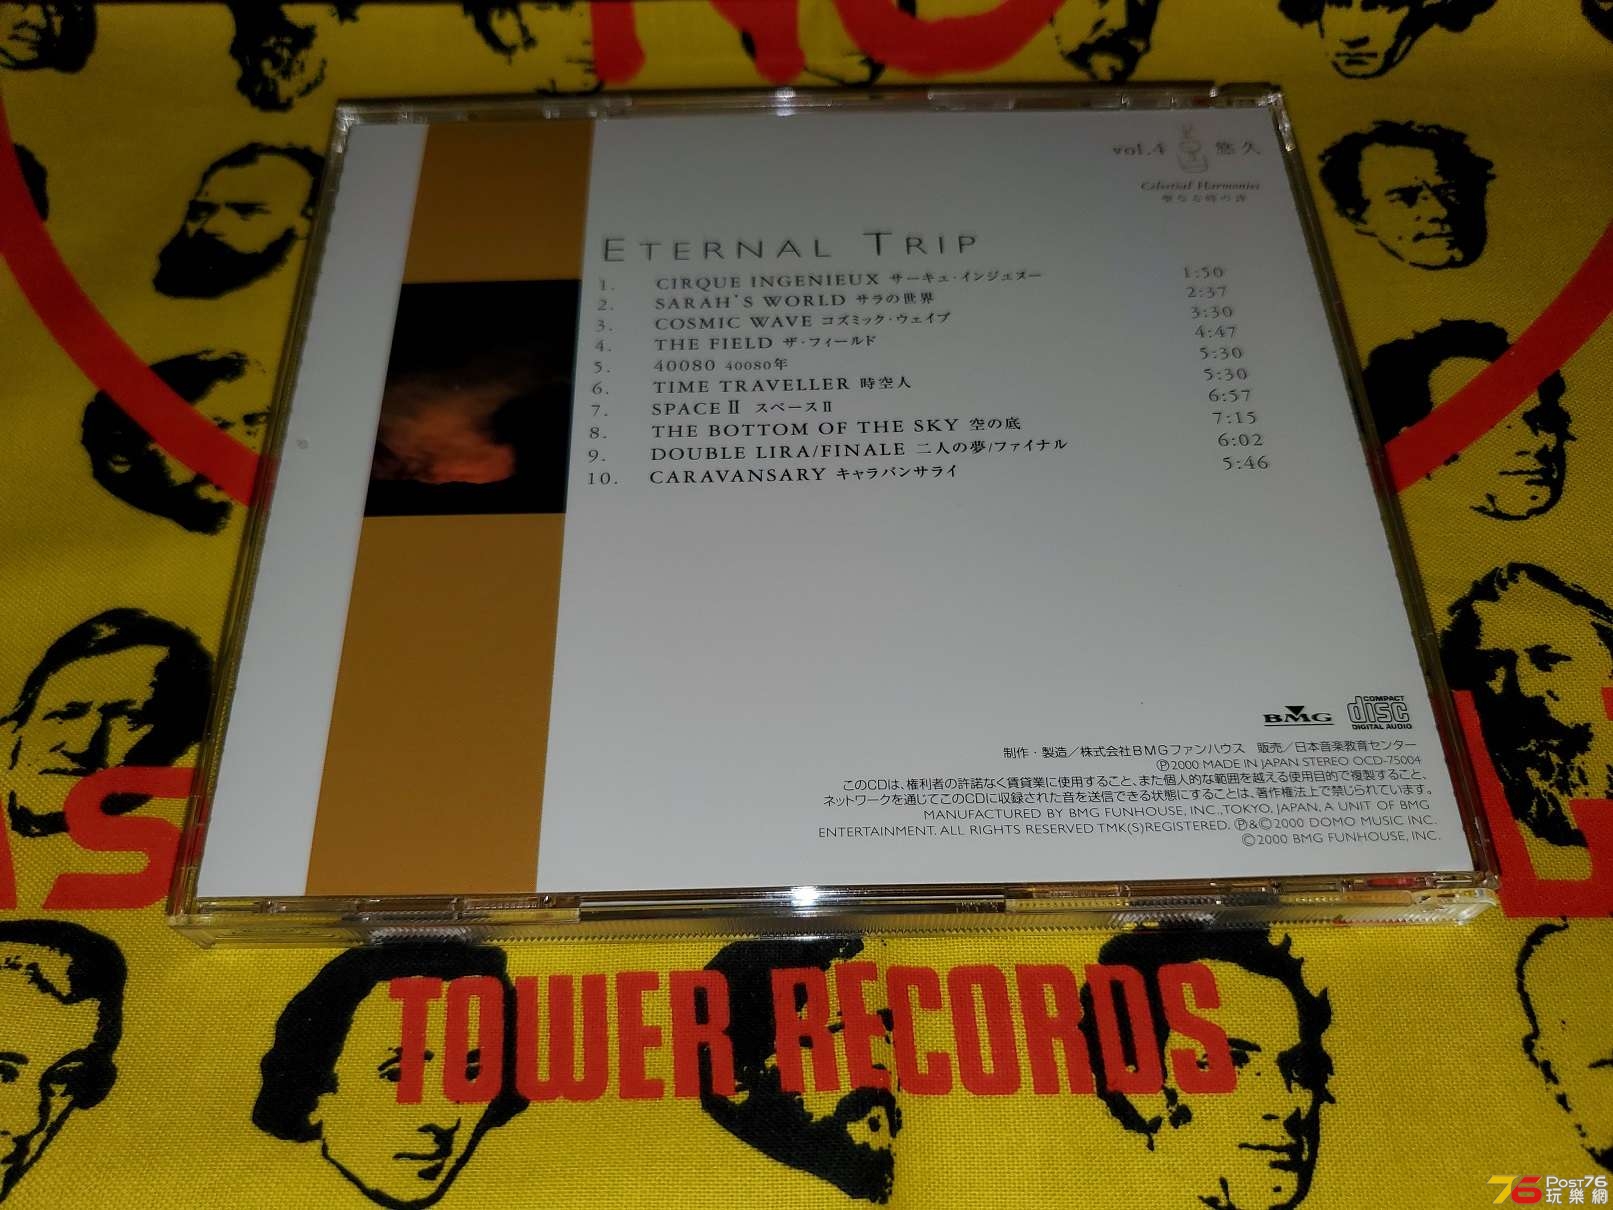 vol.4 悠久
Celestial Harmonies
聖なる時の音
ETERNAL TRIP
1. CIRQUE INGENIEUX サーキュ・インジェヌー 1:50
2. SARAH'S WORLD サラの世界 2:37
3. COSMIC WAVE コズミック・ウェイブ 3:30
4. THE FIELD ザ・フィールド 4:47
5. 40080 40080年 5:30
6. TIME TRAVELLER 時空人 5:30
7. SPACE II スペースII 6:57
8. THE BOTTOM OF THE SKY 空の底 7:15
9. DOUBLE LIRA/FINALE 二人の夢/ファイナル 6:02
10. CARAVANSARY キャラバンサライ 5:46
BMG COMPACT disc DIGITAL AUDIO
制作・製造／株式会社BMGファンハウス 販売／日本音楽教育センター
Ⓟ2000 MADE IN JAPAN STEREO OCD-75004
このCDは、権利者の許諾なく賃貸業に使用すること、また個人的な範囲を越える使用目的で複製すること、
ネットワークを通じてこのCDに収録された音を送信できる状態にすることは、著作権法上で禁じられています。
MANUFACTURED BY BMG FUNHOUSE, INC.,TOKYO, JAPAN, A UNIT OF BMG
ENTERTAINMENT. ALL RIGHTS RESERVED TMK(S)REGISTERED. Ⓟ&©2000 DOMO MUSIC INC.
©2000 BMG FUNHOUSE, INC.
TOWER RECORDS
76 POST76
玩樂網